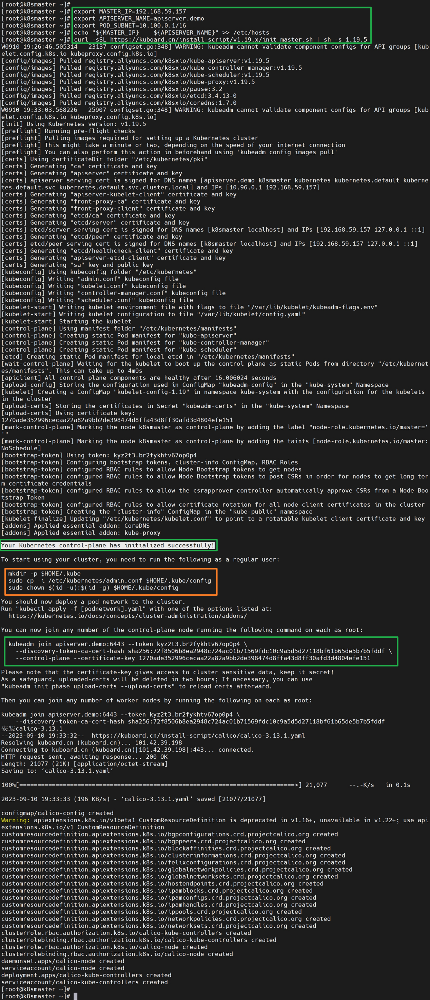 [root@k8smaster ~]#
[root@k8smaster ~]# export MASTER_IP=192.168.59.157
[root@k8smaster ~]# export APISERVER_NAME=apiserver.demo
[root@k8smaster ~]# export POD_SUBNET=10.100.0.1/16
[root@k8smaster ~]# echo "${MASTER_IP}    ${APISERVER_NAME}" >> /etc/hosts
[root@k8smaster ~]# curl -sSL https://kuboard.cn/install-script/v1.19.x/init_master.sh | sh -s 1.19.5
W0910 19:26:46.505314   23137 configset.go:348] WARNING: kubeadm cannot validate component configs for API groups [kub
elet.config.k8s.io kubeproxy.config.k8s.io]
[config/images] Pulled registry.aliyuncs.com/k8sxio/kube-apiserver:v1.19.5
[config/images] Pulled registry.aliyuncs.com/k8sxio/kube-controller-manager:v1.19.5
[config/images] Pulled registry.aliyuncs.com/k8sxio/kube-scheduler:v1.19.5
[config/images] Pulled registry.aliyuncs.com/k8sxio/kube-proxy:v1.19.5
[config/images] Pulled registry.aliyuncs.com/k8sxio/pause:3.2
[config/images] Pulled registry.aliyuncs.com/k8sxio/etcd:3.4.13-0
[config/images] Pulled registry.aliyuncs.com/k8sxio/coredns:1.7.0
W0910 19:33:03.568226   25907 configset.go:348] WARNING: kubeadm cannot validate component configs for API groups [kub
elet.config.k8s.io kubeproxy.config.k8s.io]
[init] Using Kubernetes version: v1.19.5
[preflight] Running pre-flight checks
[preflight] Pulling images required for setting up a Kubernetes cluster
[preflight] This might take a minute or two, depending on the speed of your internet connection
[preflight] You can also perform this action in beforehand using 'kubeadm config images pull'
[certs] Using certificateDir folder "/etc/kubernetes/pki"
[certs] Generating "ca" certificate and key
[certs] Generating "apiserver" certificate and key
[certs] apiserver serving cert is signed for DNS names [apiserver.demo k8smaster kubernetes kubernetes.default kuberne
tes.default.svc kubernetes.default.svc.cluster.local] and IPs [10.96.0.1 192.168.59.157]
[certs] Generating "apiserver-kubelet-client" certificate and key
[certs] Generating "front-proxy-ca" certificate and key
[certs] Generating "front-proxy-client" certificate and key
[certs] Generating "etcd/ca" certificate and key
[certs] Generating "etcd/server" certificate and key
[certs] etcd/server serving cert is signed for DNS names [k8smaster localhost] and IPs [192.168.59.157 127.0.0.1 ::1]
[certs] Generating "etcd/peer" certificate and key
[certs] etcd/peer serving cert is signed for DNS names [k8smaster localhost] and IPs [192.168.59.157 127.0.0.1 ::1]
[certs] Generating "etcd/healthcheck-client" certificate and key
[certs] Generating "apiserver-etcd-client" certificate and key
[certs] Generating "sa" key and public key
[kubeconfig] Using kubeconfig folder "/etc/kubernetes"
[kubeconfig] Writing "admin.conf" kubeconfig file
[kubeconfig] Writing "kubelet.conf" kubeconfig file
[kubeconfig] Writing "controller-manager.conf" kubeconfig file
[kubeconfig] Writing "scheduler.conf" kubeconfig file
[kubelet-start] Writing kubelet environment file with flags to file "/var/lib/kubelet/kubeadm-flags.env"
[kubelet-start] Writing kubelet configuration to file "/var/lib/kubelet/config.yaml"
[kubelet-start] Starting the kubelet
[control-plane] Using manifest folder "/etc/kubernetes/manifests"
[control-plane] Creating static Pod manifest for "kube-apiserver"
[control-plane] Creating static Pod manifest for "kube-controller-manager"
[control-plane] Creating static Pod manifest for "kube-scheduler"
[etcd] Creating static Pod manifest for local etcd in "/etc/kubernetes/manifests"
[wait-control-plane] Waiting for the kubelet to boot up the control plane as static Pods from directory "/etc/kubernet
es/manifests". This can take up to 4m0s
[apiclient] All control plane components are healthy after 16.006024 seconds
[upload-config] Storing the configuration used in ConfigMap "kubeadm-config" in the "kube-system" Namespace
[kubelet] Creating a ConfigMap "kubelet-config-1.19" in namespace kube-system with the configuration for the kubelets
in the cluster
[upload-certs] Storing the certificates in Secret "kubeadm-certs" in the "kube-system" Namespace
[upload-certs] Using certificate key:
1270ade352996cecaa22a82a9bb2de398474d8ffa43d8ff30afd3d4804efe151
[mark-control-plane] Marking the node k8smaster as control-plane by adding the label "node-role.kubernetes.io/master='
'"
[mark-control-plane] Marking the node k8smaster as control-plane by adding the taints [node-role.kubernetes.io/master:
NoSchedule]
[bootstrap-token] Using token: kyz2t3.br2fykhtv67op0p4
[bootstrap-token] Configuring bootstrap tokens, cluster-info ConfigMap, RBAC Roles
[bootstrap-token] configured RBAC rules to allow Node Bootstrap tokens to get nodes
[bootstrap-token] configured RBAC rules to allow Node Bootstrap tokens to post CSRs in order for nodes to get long ter
m certificate credentials
[bootstrap-token] configured RBAC rules to allow the csrapprover controller automatically approve CSRs from a Node Boo
tstrap Token
[bootstrap-token] configured RBAC rules to allow certificate rotation for all node client certificates in the cluster
[bootstrap-token] Creating the "cluster-info" ConfigMap in the "kube-public" namespace
[kubelet-finalize] Updating "/etc/kubernetes/kubelet.conf" to point to a rotatable kubelet client certificate and key
[addons] Applied essential addon: CoreDNS
[addons] Applied essential addon: kube-proxy
Your Kubernetes control-plane has initialized successfully!
To start using your cluster, you need to run the following as a regular user:
  mkdir -p $HOME/.kube
  sudo cp -i /etc/kubernetes/admin.conf $HOME/.kube/config
  sudo chown $(id -u):$(id -g) $HOME/.kube/config
You should now deploy a pod network to the cluster.
Run "kubectl apply -f [podnetwork].yaml" with one of the options listed at:
  https://kubernetes.io/docs/concepts/cluster-administration/addons/
You can now join any number of the control-plane node running the following command on each as root:
  kubeadm join apiserver.demo:6443 --token kyz2t3.br2fykhtv67op0p4 \
    --discovery-token-ca-cert-hash sha256:72f8506b8ea2948c724ac01b71569fdc10c9a5d5d27118bf61b65de5b7b5fddf \
    --control-plane --certificate-key 1270ade352996cecaa22a82a9bb2de398474d8ffa43d8ff30afd3d4804efe151
Please note that the certificate-key gives access to cluster sensitive data, keep it secret!
As a safeguard, uploaded-certs will be deleted in two hours; If necessary, you can use
"kubeadm init phase upload-certs --upload-certs" to reload certs afterward.
Then you can join any number of worker nodes by running the following on each as root:
kubeadm join apiserver.demo:6443 --token kyz2t3.br2fykhtv67op0p4 \
    --discovery-token-ca-cert-hash sha256:72f8506b8ea2948c724ac01b71569fdc10c9a5d5d27118bf61b65de5b7b5fddf
安装calico-3.13.1
--2023-09-10 19:33:32--  https://kuboard.cn/install-script/calico/calico-3.13.1.yaml
Resolving kuboard.cn (kuboard.cn)... 101.42.39.198
Connecting to kuboard.cn (kuboard.cn)|101.42.39.198|:443... connected.
HTTP request sent, awaiting response... 200 OK
Length: 21077 (21K) [application/octet-stream]
Saving to: ‘calico-3.13.1.yaml’
100%[============================================================================>] 21,077      --.-K/s   in 0.1s
2023-09-10 19:33:33 (196 KB/s) - ‘calico-3.13.1.yaml’ saved [21077/21077]
configmap/calico-config created
Warning: apiextensions.k8s.io/v1beta1 CustomResourceDefinition is deprecated in v1.16+, unavailable in v1.22+; use api
extensions.k8s.io/v1 CustomResourceDefinition
customresourcedefinition.apiextensions.k8s.io/bgpconfigurations.crd.projectcalico.org created
customresourcedefinition.apiextensions.k8s.io/bgppeers.crd.projectcalico.org created
customresourcedefinition.apiextensions.k8s.io/blockaffinities.crd.projectcalico.org created
customresourcedefinition.apiextensions.k8s.io/clusterinformations.crd.projectcalico.org created
customresourcedefinition.apiextensions.k8s.io/felixconfigurations.crd.projectcalico.org created
customresourcedefinition.apiextensions.k8s.io/globalnetworkpolicies.crd.projectcalico.org created
customresourcedefinition.apiextensions.k8s.io/globalnetworksets.crd.projectcalico.org created
customresourcedefinition.apiextensions.k8s.io/hostendpoints.crd.projectcalico.org created
customresourcedefinition.apiextensions.k8s.io/ipamblocks.crd.projectcalico.org created
customresourcedefinition.apiextensions.k8s.io/ipamconfigs.crd.projectcalico.org created
customresourcedefinition.apiextensions.k8s.io/ipamhandles.crd.projectcalico.org created
customresourcedefinition.apiextensions.k8s.io/ippools.crd.projectcalico.org created
customresourcedefinition.apiextensions.k8s.io/networkpolicies.crd.projectcalico.org created
customresourcedefinition.apiextensions.k8s.io/networksets.crd.projectcalico.org created
clusterrole.rbac.authorization.k8s.io/calico-kube-controllers created
clusterrolebinding.rbac.authorization.k8s.io/calico-kube-controllers created
clusterrole.rbac.authorization.k8s.io/calico-node created
clusterrolebinding.rbac.authorization.k8s.io/calico-node created
daemonset.apps/calico-node created
serviceaccount/calico-node created
deployment.apps/calico-kube-controllers created
serviceaccount/calico-kube-controllers created
[root@k8smaster ~]#
[root@k8smaster ~]#